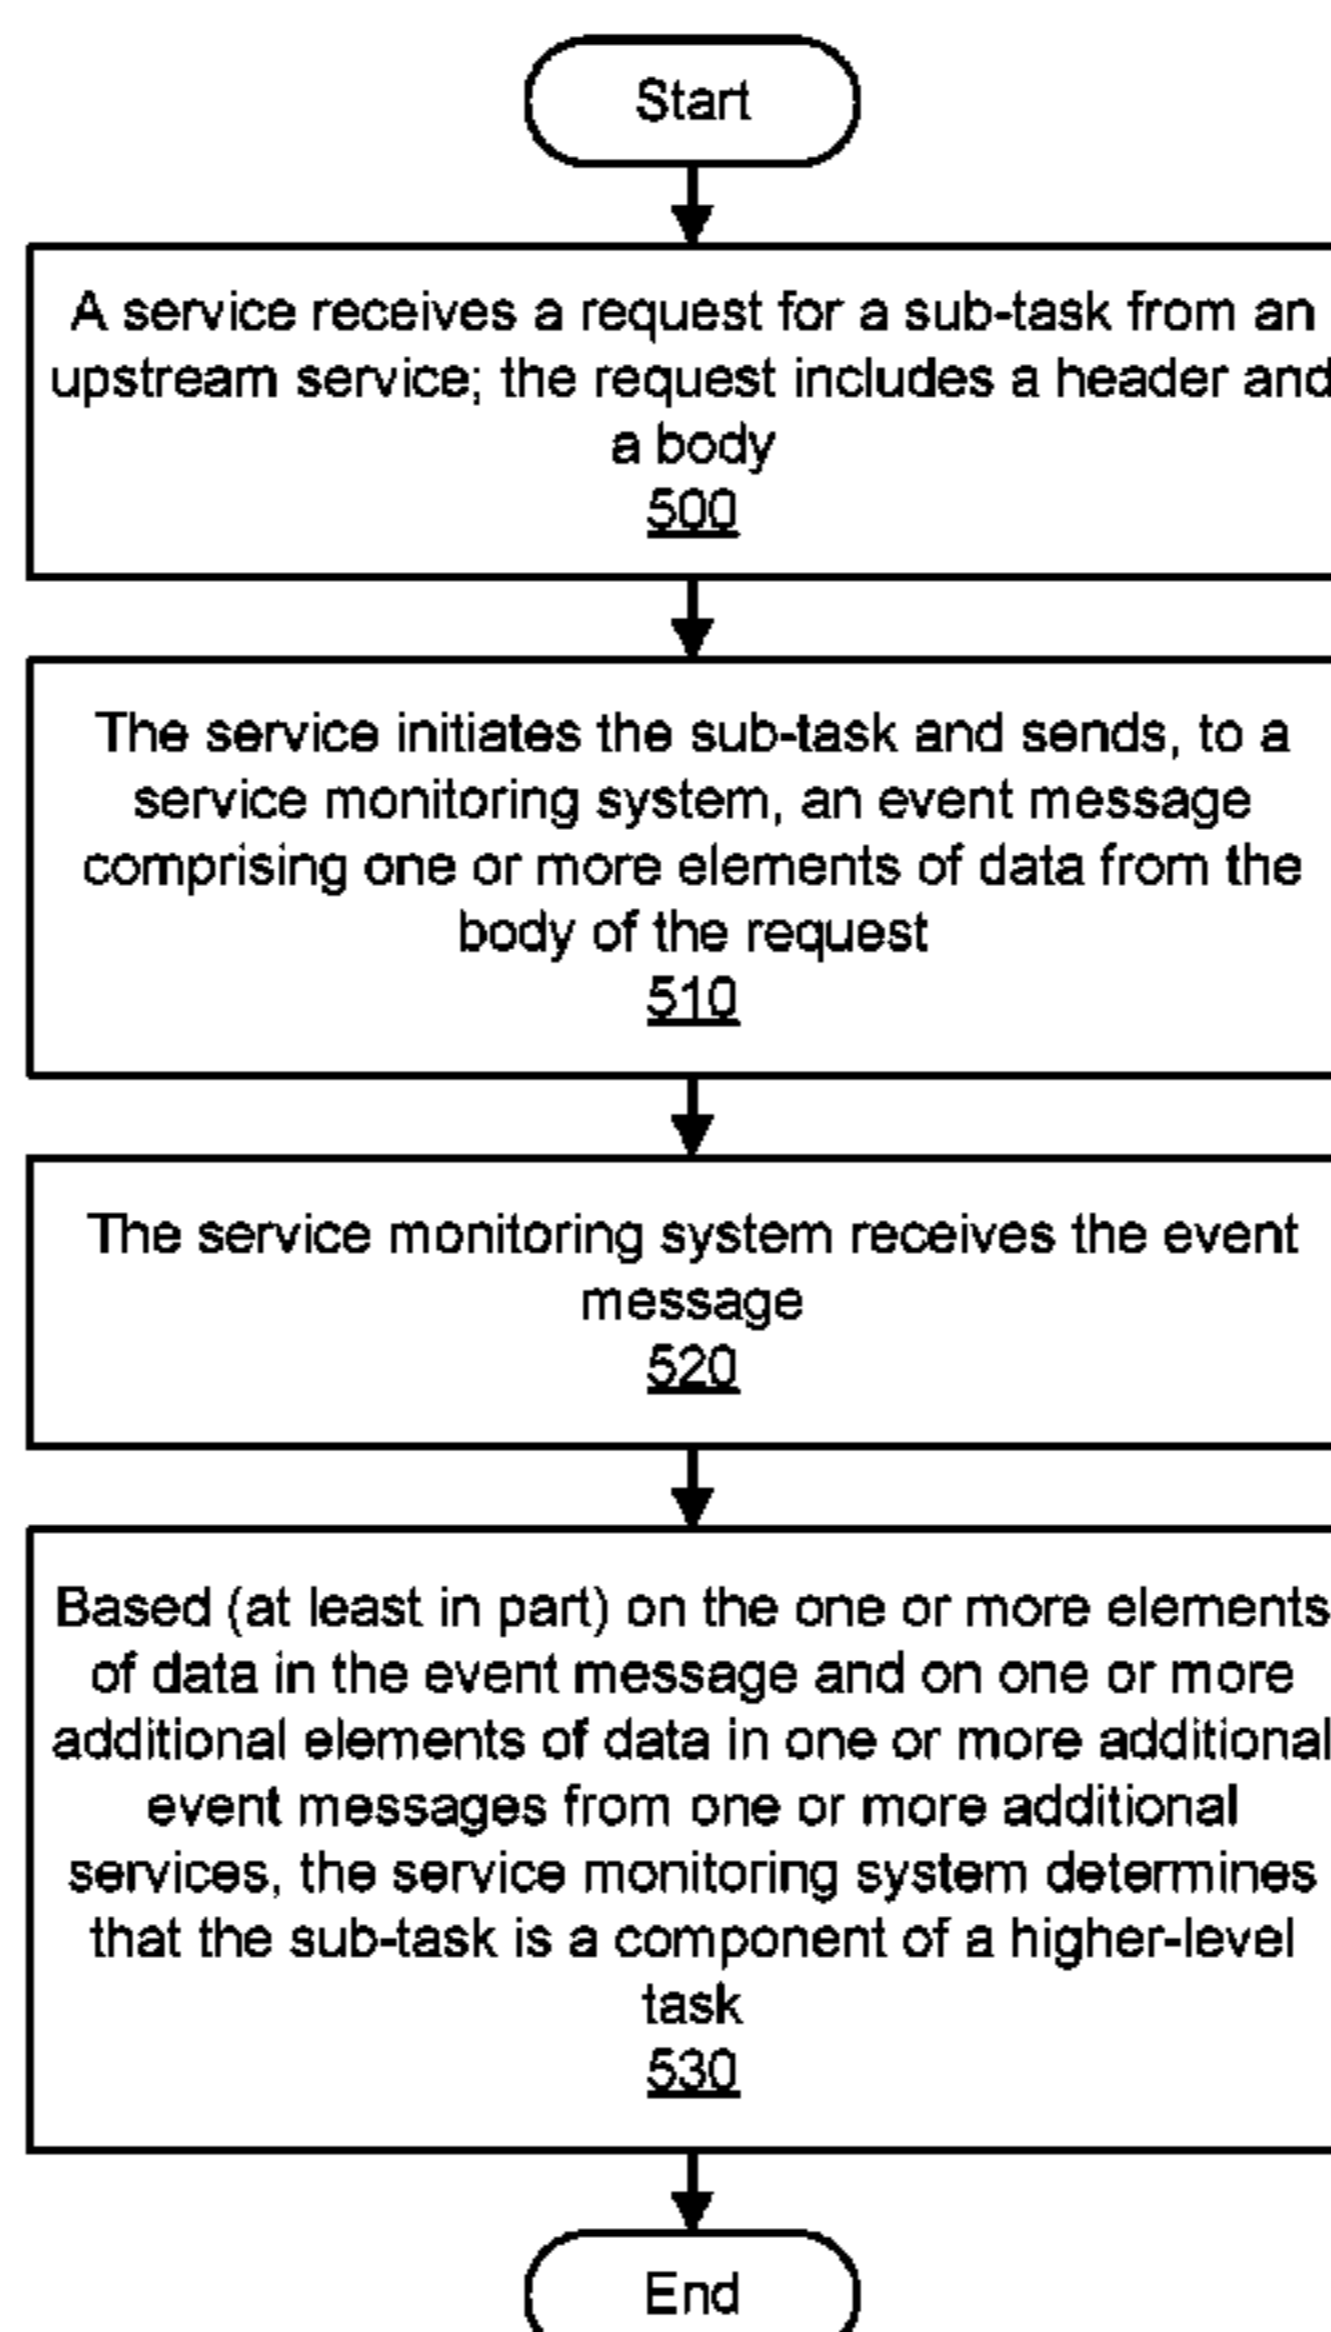 Start
A service receives a request for a sub-task from an
upstream service; the request includes a header and
a body
500
The service initiates the sub-task and sends, to a
service monitoring system, an event message
comprising one or more elements of data from the
body of the request
510
The service monitoring system receives the event
message
520
Based (at least in part) on the one or more elements
of data in the event message and on one or more
additional elements of data in one or more additional
event messages from one or more additional
services, the service monitoring system determines
that the sub-task is a component of a higher-level
task
530
End